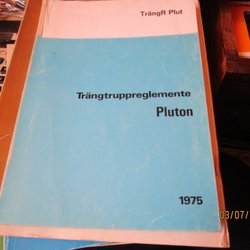 TrängR Plut
Trängtruppreglemente
Pluton
1975
03/07/